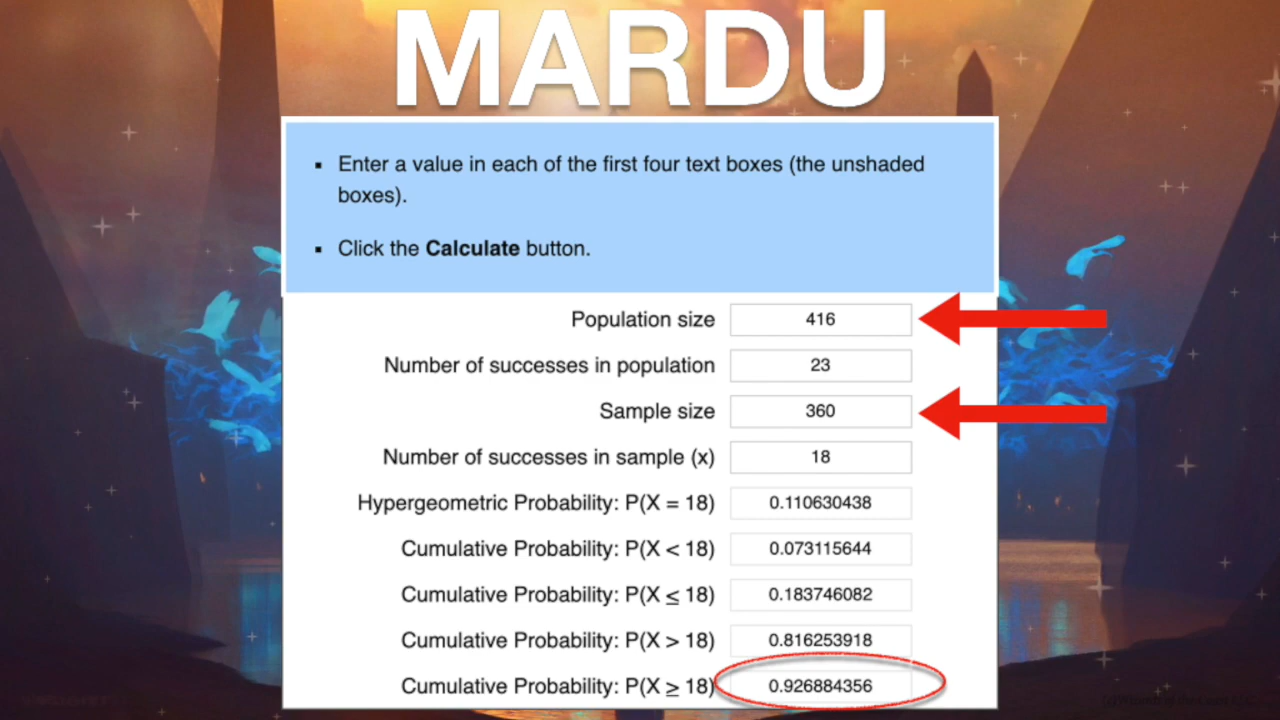 MARDU
▪ Enter a value in each of the first four text boxes (the unshaded
boxes).
▪ Click the Calculate button.
Population size 416
Number of successes in population 23
Sample size 360
Number of successes in sample (x) 18
Hypergeometric Probability: P(X = 18) 0.110630438
Cumulative Probability: P(X < 18) 0.073115644
Cumulative Probability: P(X ≤ 18) 0.183746082
Cumulative Probability: P(X > 18) 0.816253918
Cumulative Probability: P(X ≥ 18) 0.926884356